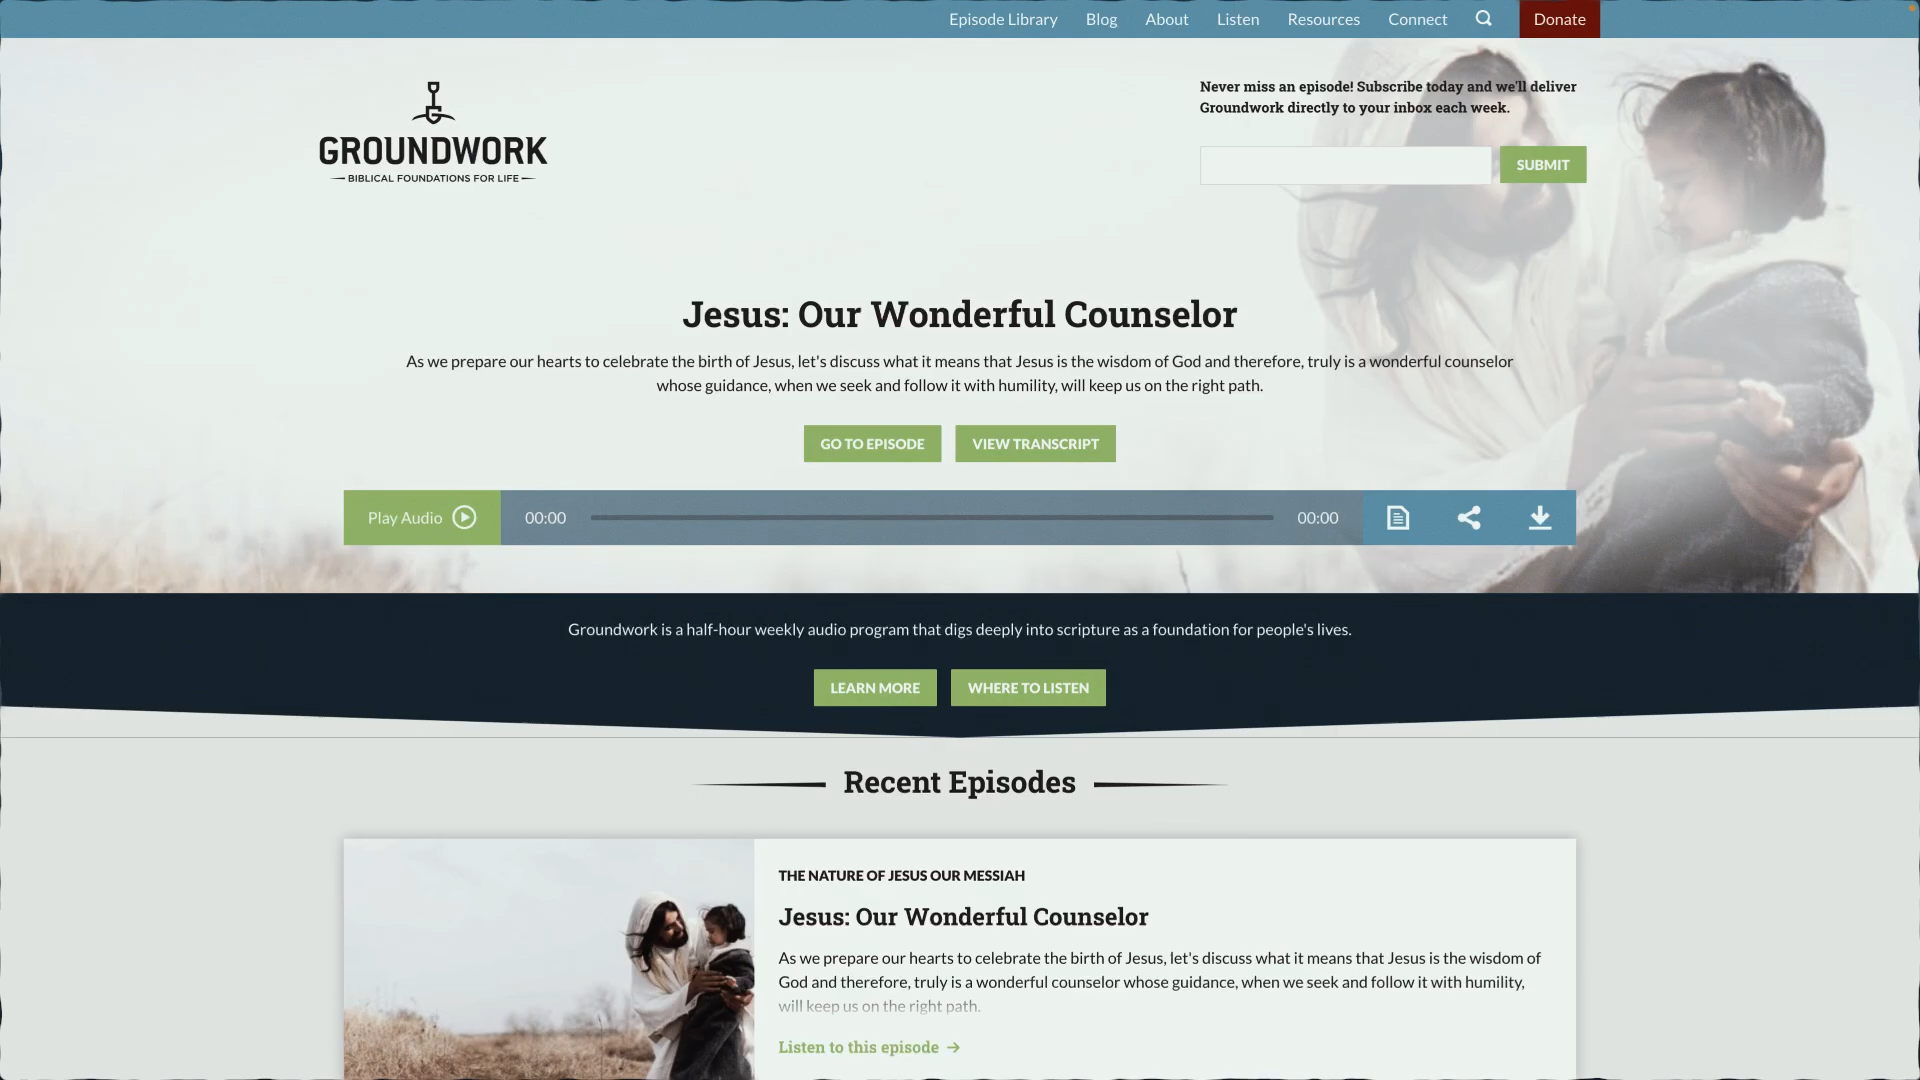 Episode Library Blog About Listen Resources Connect Donate
GROUNDWORK
BIBLICAL FOUNDATIONS FOR LIFE
Never miss an episode! Subscribe today and we'll deliver
Groundwork directly to your inbox each week.
SUBMIT
Jesus: Our Wonderful Counselor
As we prepare our hearts to celebrate the birth of Jesus, let's discuss what it means that Jesus is the wisdom of God and therefore, truly is a wonderful counselor
whose guidance, when we seek and follow it with humility, will keep us on the right path.
GO TO EPISODE VIEW TRANSCRIPT
Play Audio 00:00 00:00
Groundwork is a half-hour weekly audio program that digs deeply into scripture as a foundation for people's lives.
LEARN MORE WHERE TO LISTEN
Recent Episodes
THE NATURE OF JESUS OUR MESSIAH
Jesus: Our Wonderful Counselor
As we prepare our hearts to celebrate the birth of Jesus, let's discuss what it means that Jesus is the wisdom of
God and therefore, truly is a wonderful counselor whose guidance, when we seek and follow it with humility,
will keep us on the right path.
Listen to this episode →